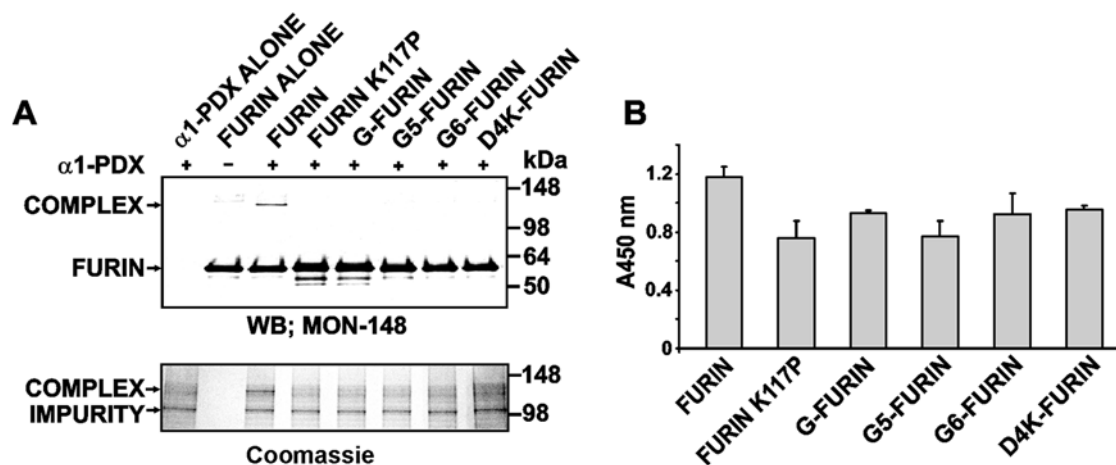 A
α1-PDX ALONE
FURIN ALONE
FURIN
FURIN K117P
G-FURIN
G5-FURIN
G6-FURIN
D4K-FURIN
α1-PDX + − + + + + + + kDa
COMPLEX
FURIN
148
98
64
50
WB; MON-148
COMPLEX
IMPURITY
148
98
Coomassie
B
A450 nm
1.2
0.8
0.4
0
FURIN
FURIN K117P
G-FURIN
G5-FURIN
G6-FURIN
D4K-FURIN